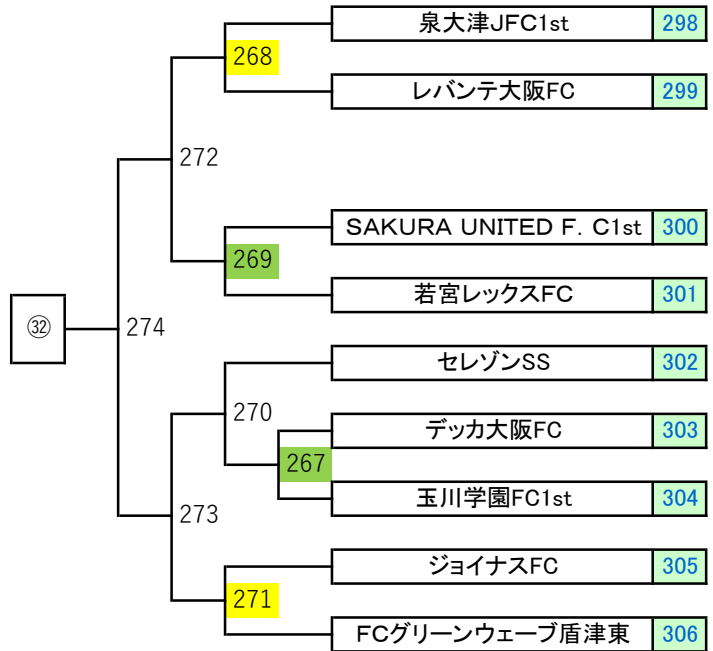 泉大津JFC1st 298
268
レバンテ大阪FC 299
272
SAKURA UNITED F．C1st 300
269
若宮レックスFC 301
㉜ 274
セレゾンSS 302
270
デッカ大阪FC 303
267
玉川学園FC1st 304
273
ジョイナスFC 305
271
FCグリーンウェーブ盾津東 306